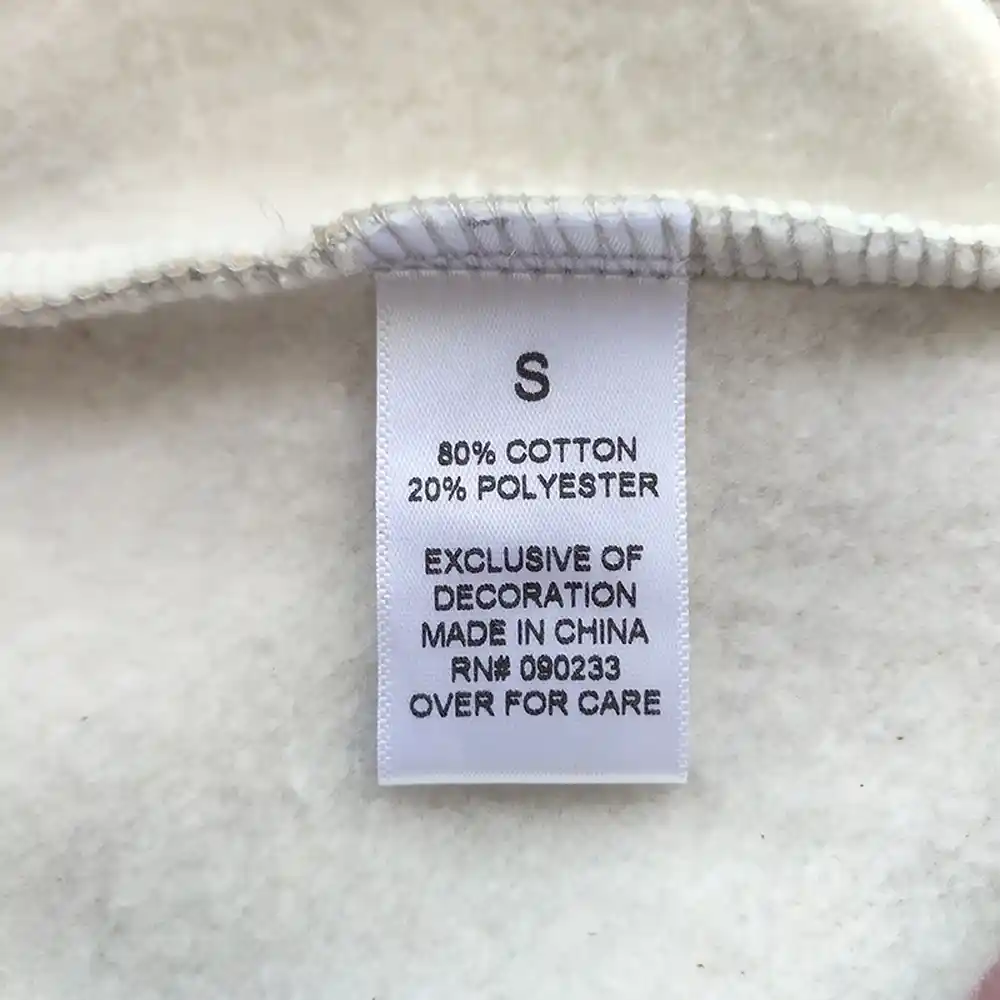 S
80% COTTON
20% POLYESTER
EXCLUSIVE OF
DECORATION
MADE IN CHINA
RN# 090233
OVER FOR CARE